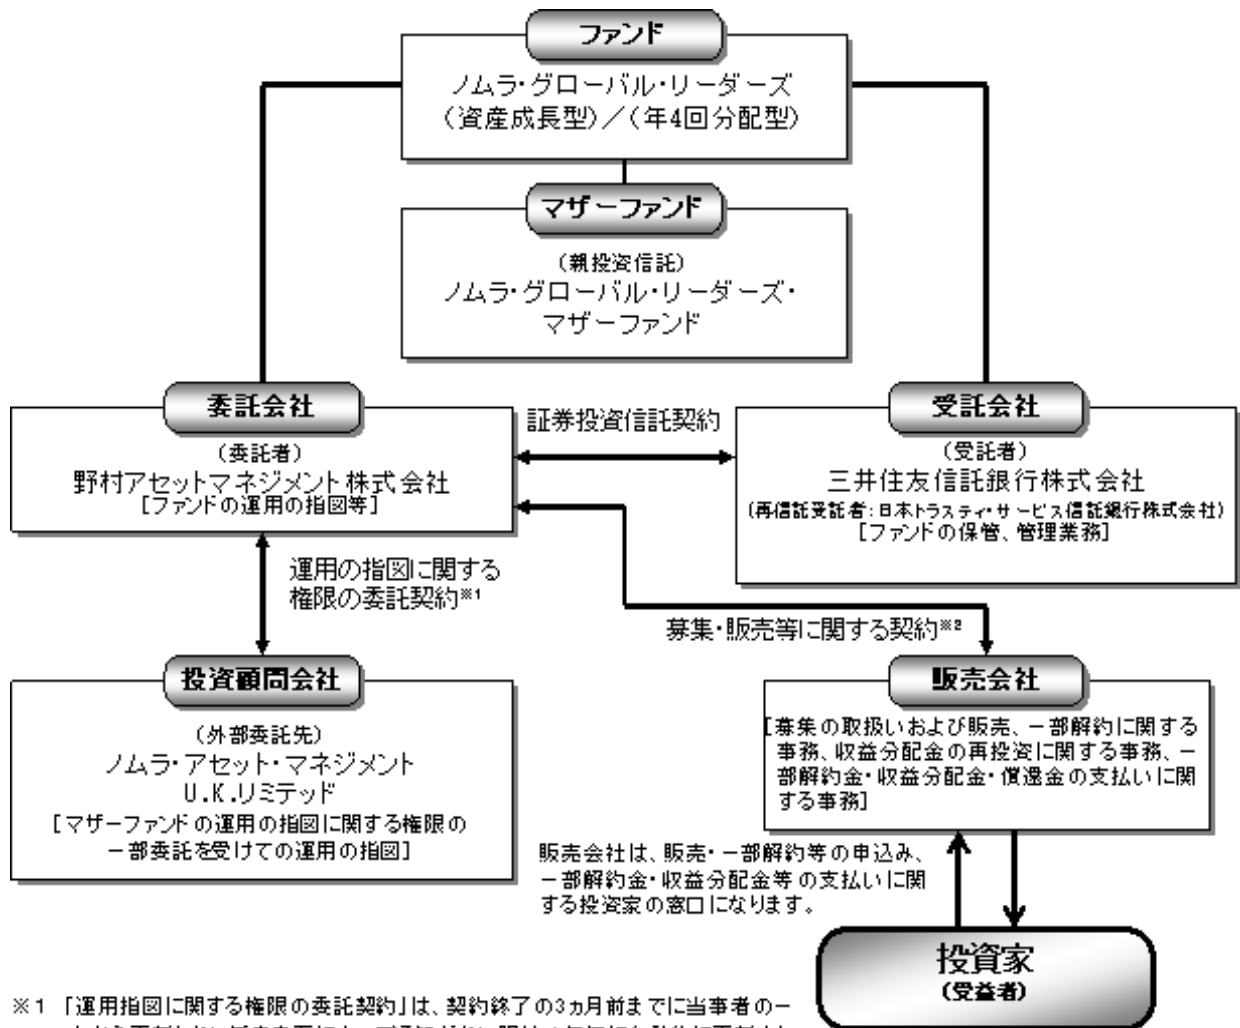 ファンド
ノムラ・グローバル・リーダーズ
(資産成長型)/(年4回分配型)
マザーファンド
(親投資信託)
ノムラ・グローバル・リーダーズ・
マザーファンド
委託会社
(委託者)
野村アセットマネジメント株式会社
[ファンドの運用の指図等]
証券投資信託契約
受託会社
(受託者)
三井住友信託銀行株式会社
(再信託受託者:日本トラスティ・サービス信託銀行株式会社)
[ファンドの保管、管理業務]
運用の指図に関する
権限の委託契約※1
募集・販売等に関する契約※2
投資顧問会社
(外部委託先)
ノムラ・アセット・マネジメント
U.K.リミテッド
[マザーファンドの運用の指図に関する権限の
一部委託を受けての運用の指図]
販売会社
[募集の取扱いおよび販売、一部解約に関する
事務、収益分配金の再投資に関する事務、一
部解約金・収益分配金・償還金の支払いに関
する事務]
販売会社は、販売・一部解約等の申込み、
一部解約金・収益分配金等の支払いに関
する投資家の窓口になります。
投資家
(受益者)
※1 「運用指図に関する権限の委託契約」は、契約終了の3ヵ月前までに当事者の一